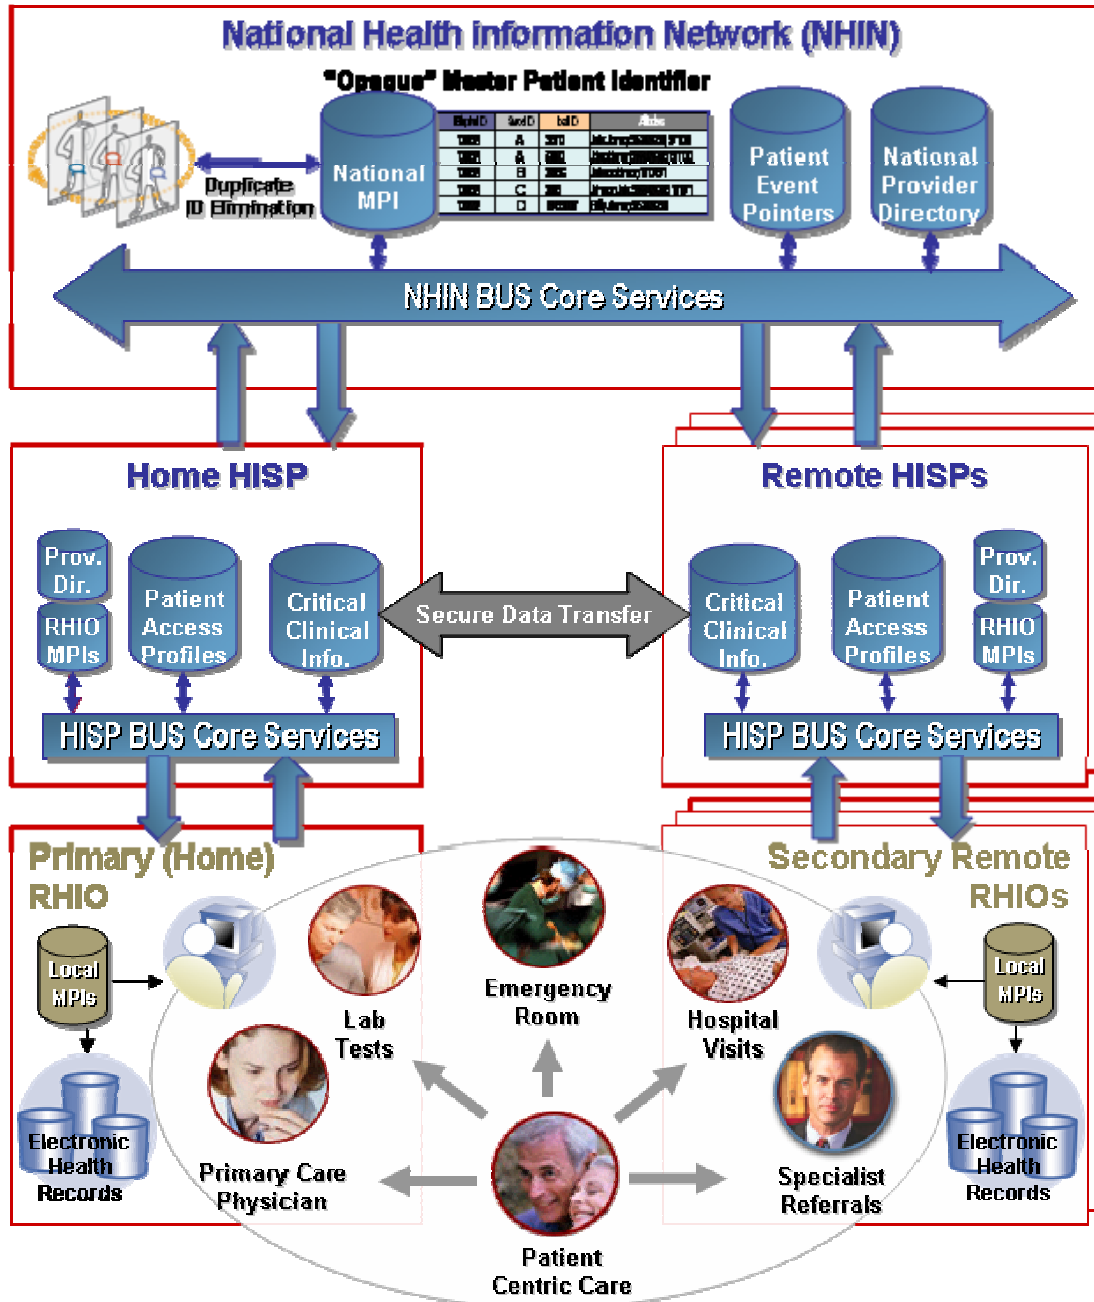 National Health Information Network (NHIN)
"Opaque" Master Patient Identifier
National
MPI
Duplicate
ID Elimination
A
A
B
C
D
Patient
Event
Pointers
National
Provider
Directory
NHIN BUS Core Services
Home HISP
Prov.
Dir.
RHIO
MPIs
Patient
Access
Profiles
Critical
Clinical
Info.
HISP BUS Core Services
Secure Data Transfer
Remote HISPs
Critical
Clinical
Info.
Patient
Access
Profiles
Prov.
Dir.
RHIO
MPIs
HISP BUS Core Services
Primary (Home)
RHIO
Local
MPIs
Electronic
Health
Records
Lab
Tests
Emergency
Room
Hospital
Visits
Primary Care
Physician
Specialist
Referrals
Patient
Centric Care
Secondary Remote
RHIOs
Local
MPIs
Electronic
Health
Records